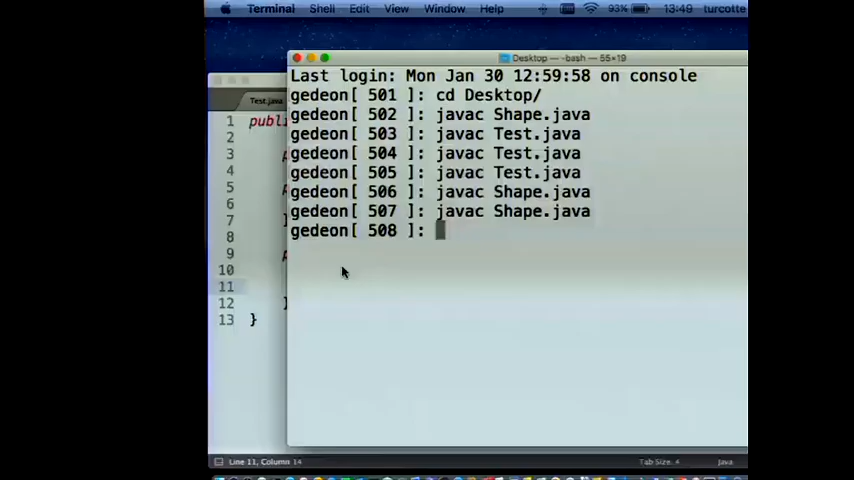 Terminal Shell Edit View Window Help 93% 13:49 turcotte
Desktop — -bash — 55×19
Last login: Mon Jan 30 12:59:58 on console
gedeon[ 501 ]: cd Desktop/
gedeon[ 502 ]: javac Shape.java
gedeon[ 503 ]: javac Test.java
gedeon[ 504 ]: javac Test.java
gedeon[ 505 ]: javac Test.java
gedeon[ 506 ]: javac Shape.java
gedeon[ 507 ]: javac Shape.java
gedeon[ 508 ]:
Test.java
1 publi
2
3
4
5
6
7
8
9
10
11
12
13 }
Line 11, Column 14 Tab Size: 4 Java